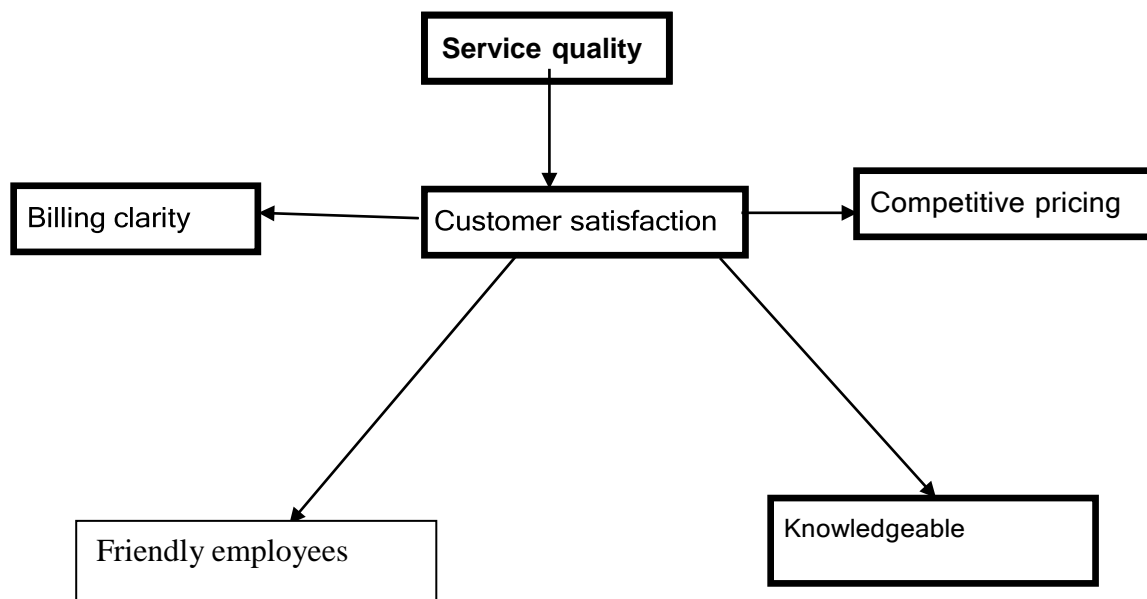 Service quality
Billing clarity
Customer satisfaction
Competitive pricing
Friendly employees
Knowledgeable